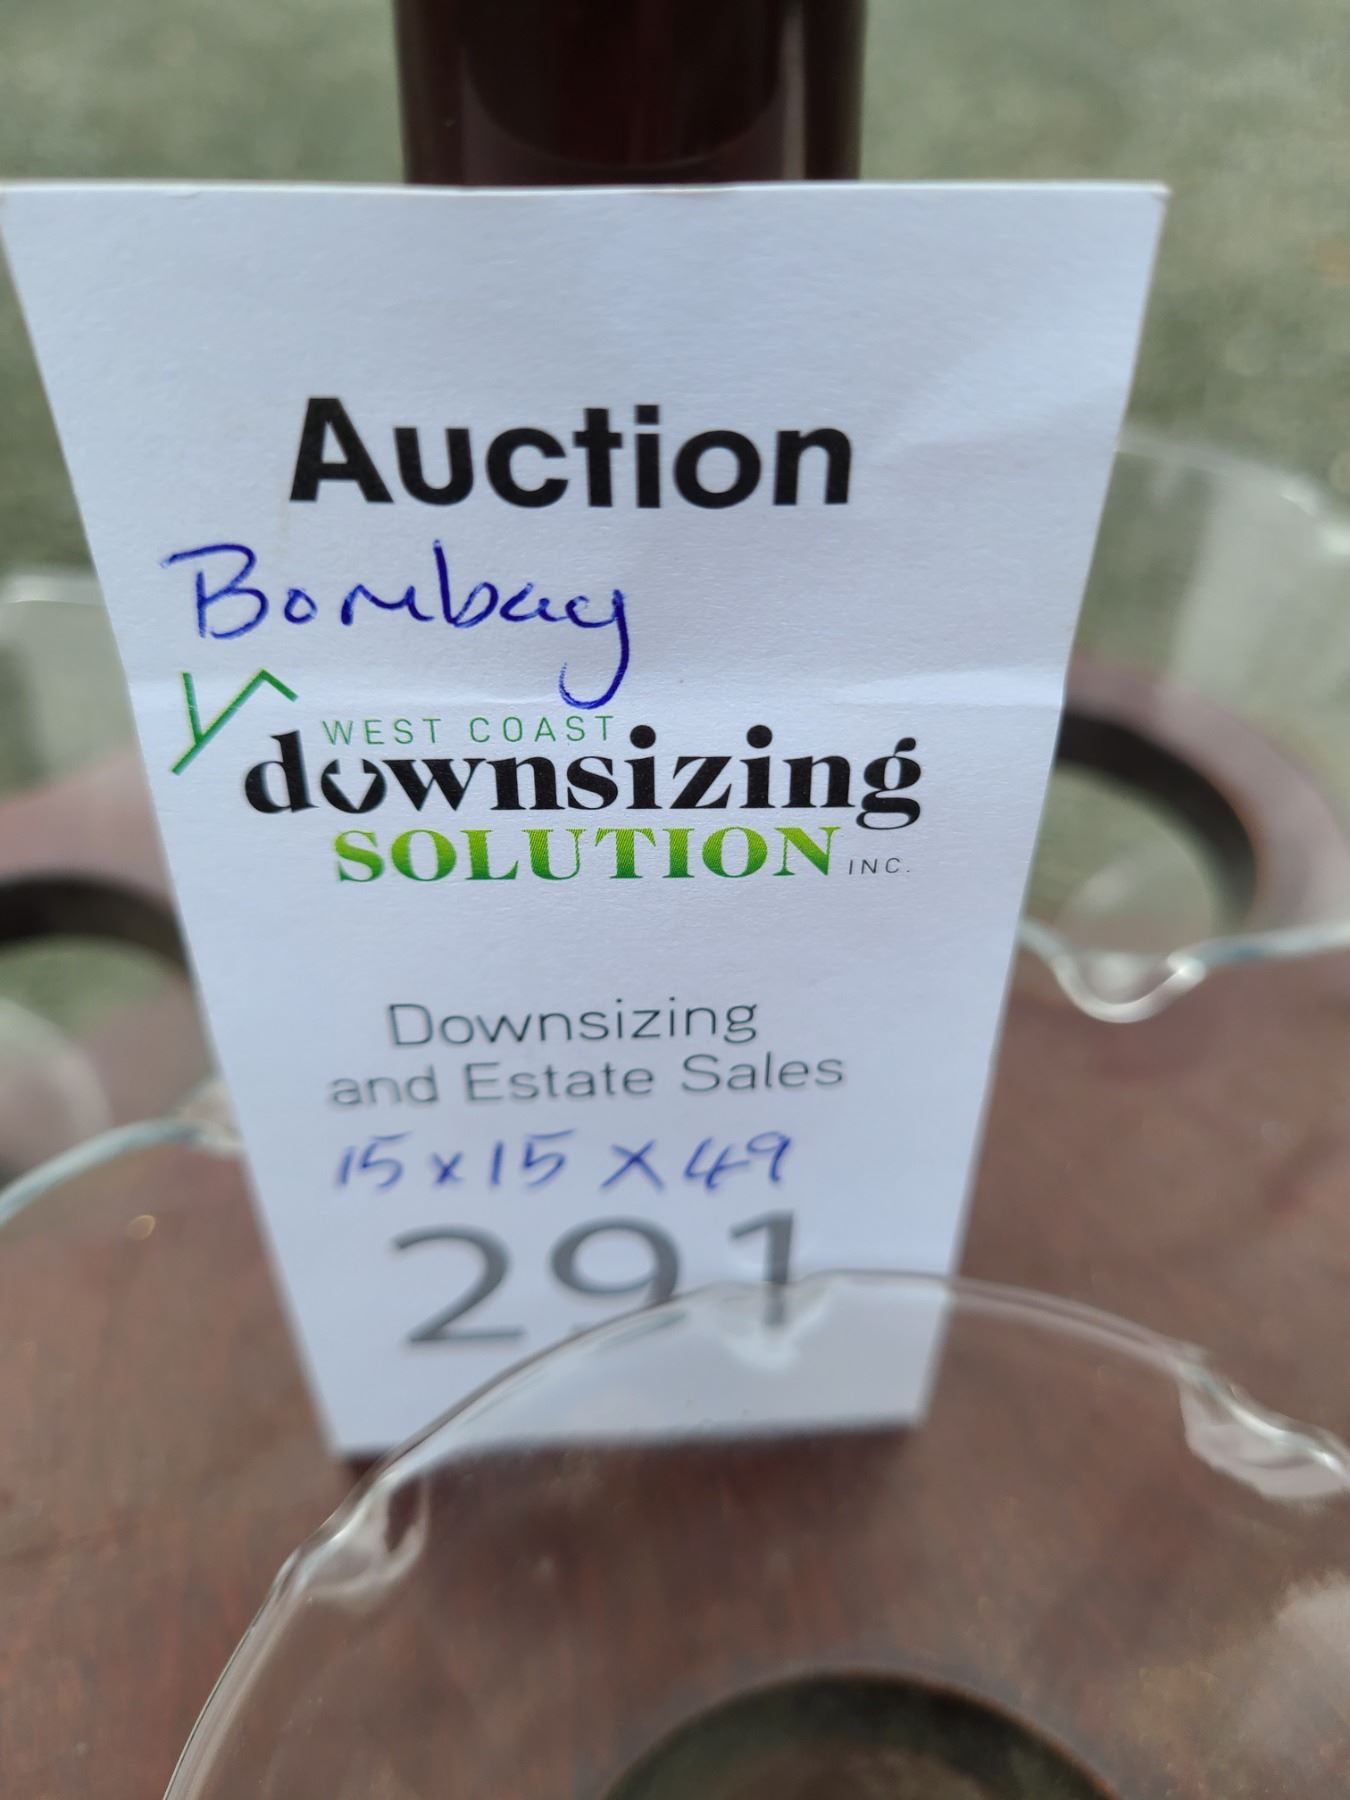 Auction
Bombay
WEST COAST
downsizing
SOLUTION INC.
Downsizing
and Estate Sales
15 x 15 x 49
291